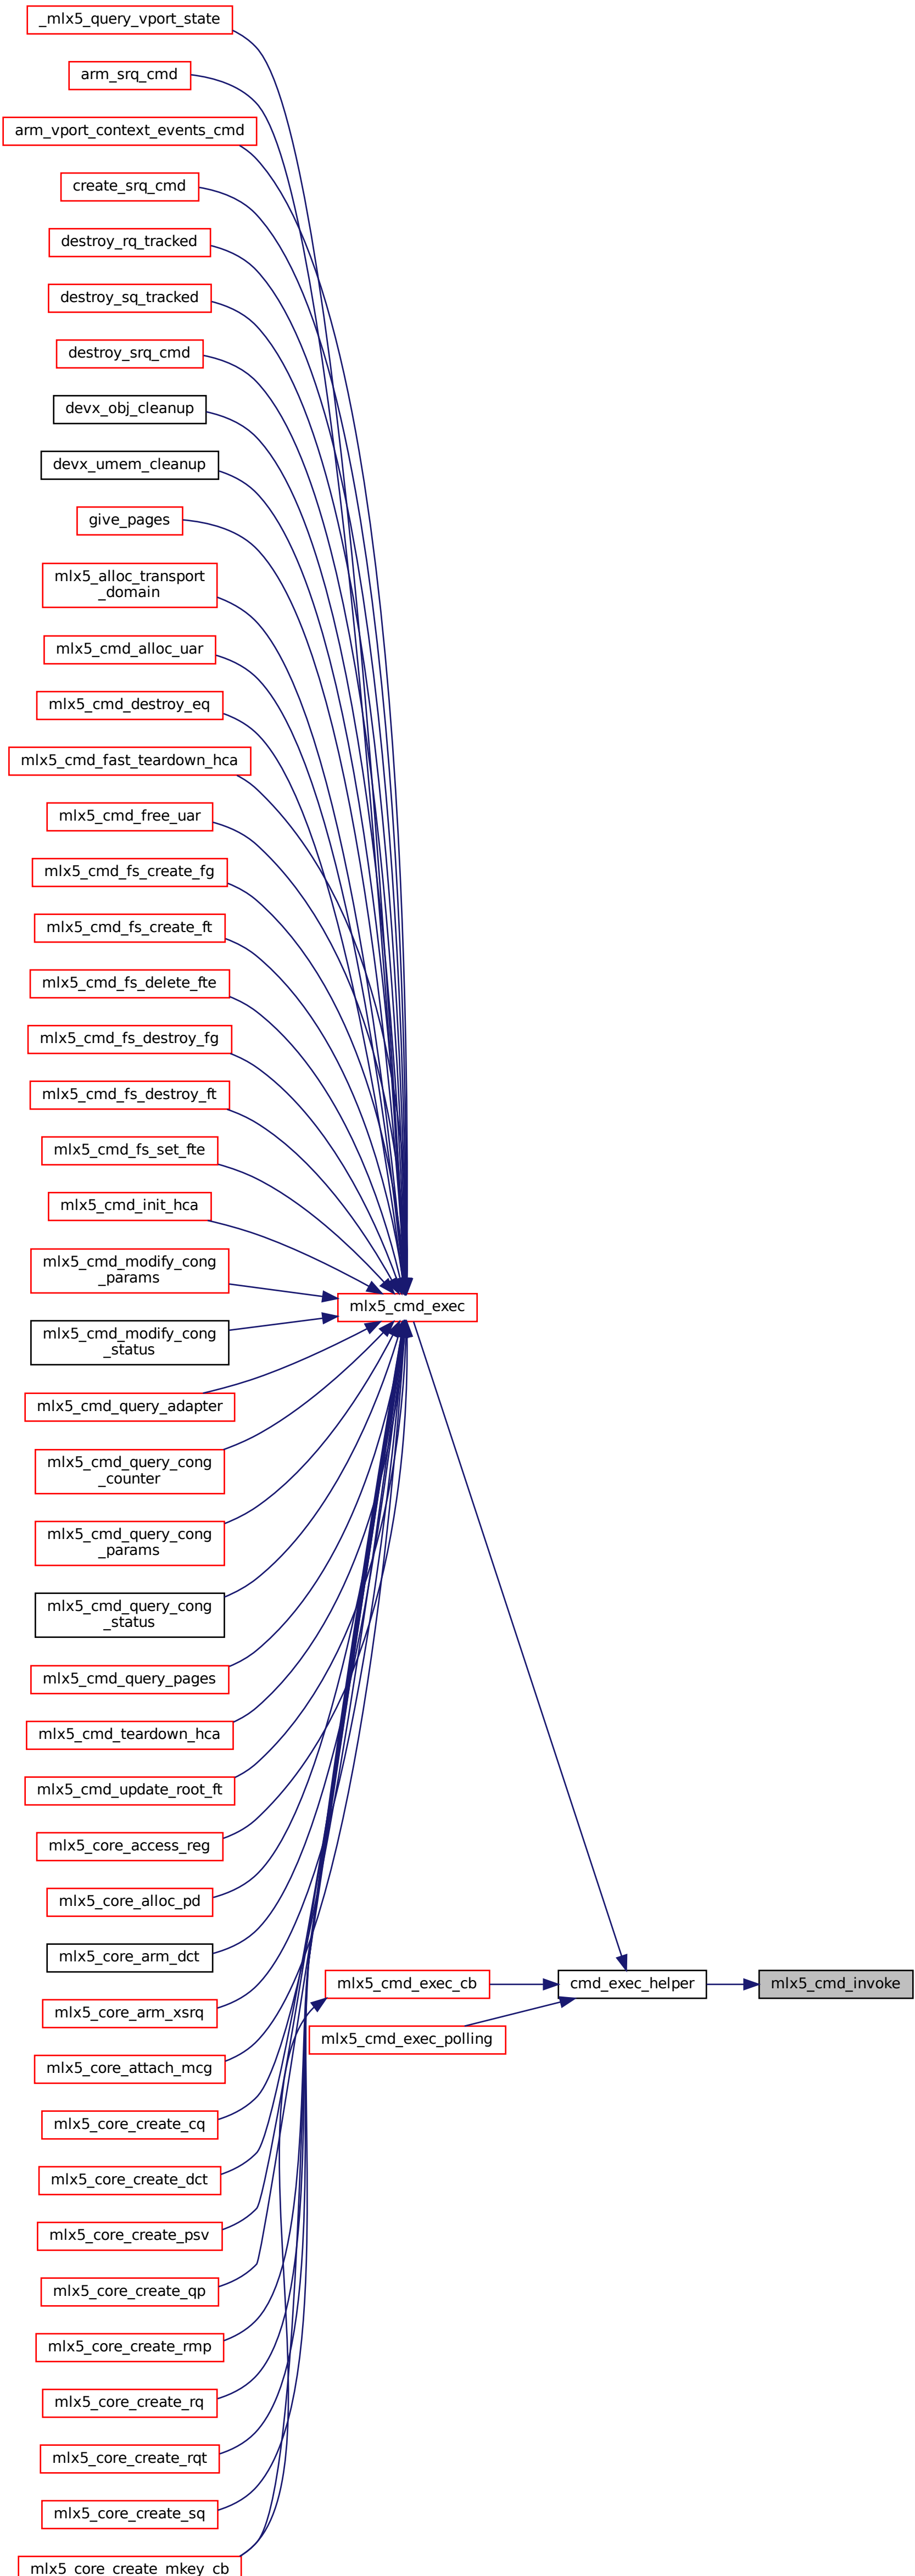 _mlx5_query_vport_state
arm_srq_cmd
arm_vport_context_events_cmd
create_srq_cmd
destroy_rq_tracked
destroy_sq_tracked
destroy_srq_cmd
devx_obj_cleanup
devx_umem_cleanup
give_pages
mlx5_alloc_transport
_domain
mlx5_cmd_alloc_uar
mlx5_cmd_destroy_eq
mlx5_cmd_fast_teardown_hca
mlx5_cmd_free_uar
mlx5_cmd_fs_create_fg
mlx5_cmd_fs_create_ft
mlx5_cmd_fs_delete_fte
mlx5_cmd_fs_destroy_fg
mlx5_cmd_fs_destroy_ft
mlx5_cmd_fs_set_fte
mlx5_cmd_init_hca
mlx5_cmd_modify_cong
_params
mlx5_cmd_exec
mlx5_cmd_modify_cong
_status
mlx5_cmd_query_adapter
mlx5_cmd_query_cong
_counter
mlx5_cmd_query_cong
_params
mlx5_cmd_query_cong
_status
mlx5_cmd_query_pages
mlx5_cmd_teardown_hca
mlx5_cmd_update_root_ft
mlx5_core_access_reg
mlx5_core_alloc_pd
mlx5_core_arm_dct
mlx5_cmd_exec_cb
cmd_exec_helper
mlx5_cmd_invoke
mlx5_core_arm_xsrq
mlx5_cmd_exec_polling
mlx5_core_attach_mcg
mlx5_core_create_cq
mlx5_core_create_dct
mlx5_core_create_psv
mlx5_core_create_qp
mlx5_core_create_rmp
mlx5_core_create_rq
mlx5_core_create_rqt
mlx5_core_create_sq
mlx5_core_create_mkey_cb